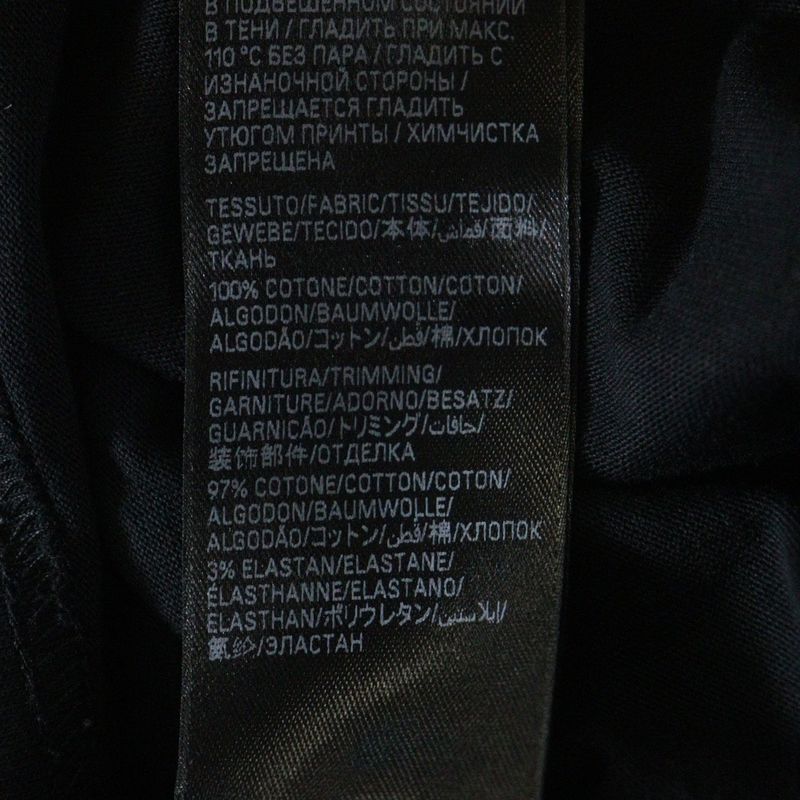 В ПОДВЕШЕННОМ СОСТОЯНИИ
В ТЕНИ / ГЛАДИТЬ ПРИ МАКС.
110 °C БЕЗ ПАРА / ГЛАДИТЬ С
ИЗНАНОЧНОЙ СТОРОНЫ /
ЗАПРЕЩАЕТСЯ ГЛАДИТЬ
УТЮГОМ ПРИНТЫ / ХИМЧИСТКА
ЗАПРЕЩЕНА
TESSUTO/FABRIC/TISSU/TEJIDO/
GEWEBE/TECIDO/本体/قماش/面料/
ТКАНЬ
100% COTONE/COTTON/COTON/
ALGODON/BAUMWOLLE/
ALGODÃO/コットン/قطن/棉/ХЛОПОК
RIFINITURA/TRIMMING/
GARNITURE/ADORNO/BESATZ/
GUARNICÃO/トリミング/حافات/
装饰部件/ОТДЕЛКА
97% COTONE/COTTON/COTON/
ALGODON/BAUMWOLLE/
ALGODÃO/コットン/قطن/棉/ХЛОПОК
3% ELASTAN/ELASTANE/
ÉLASTHANNE/ELASTANO/
ELASTHAN/ポリウレタン/إيلاستين/
氨纶/ЭЛАСТАН